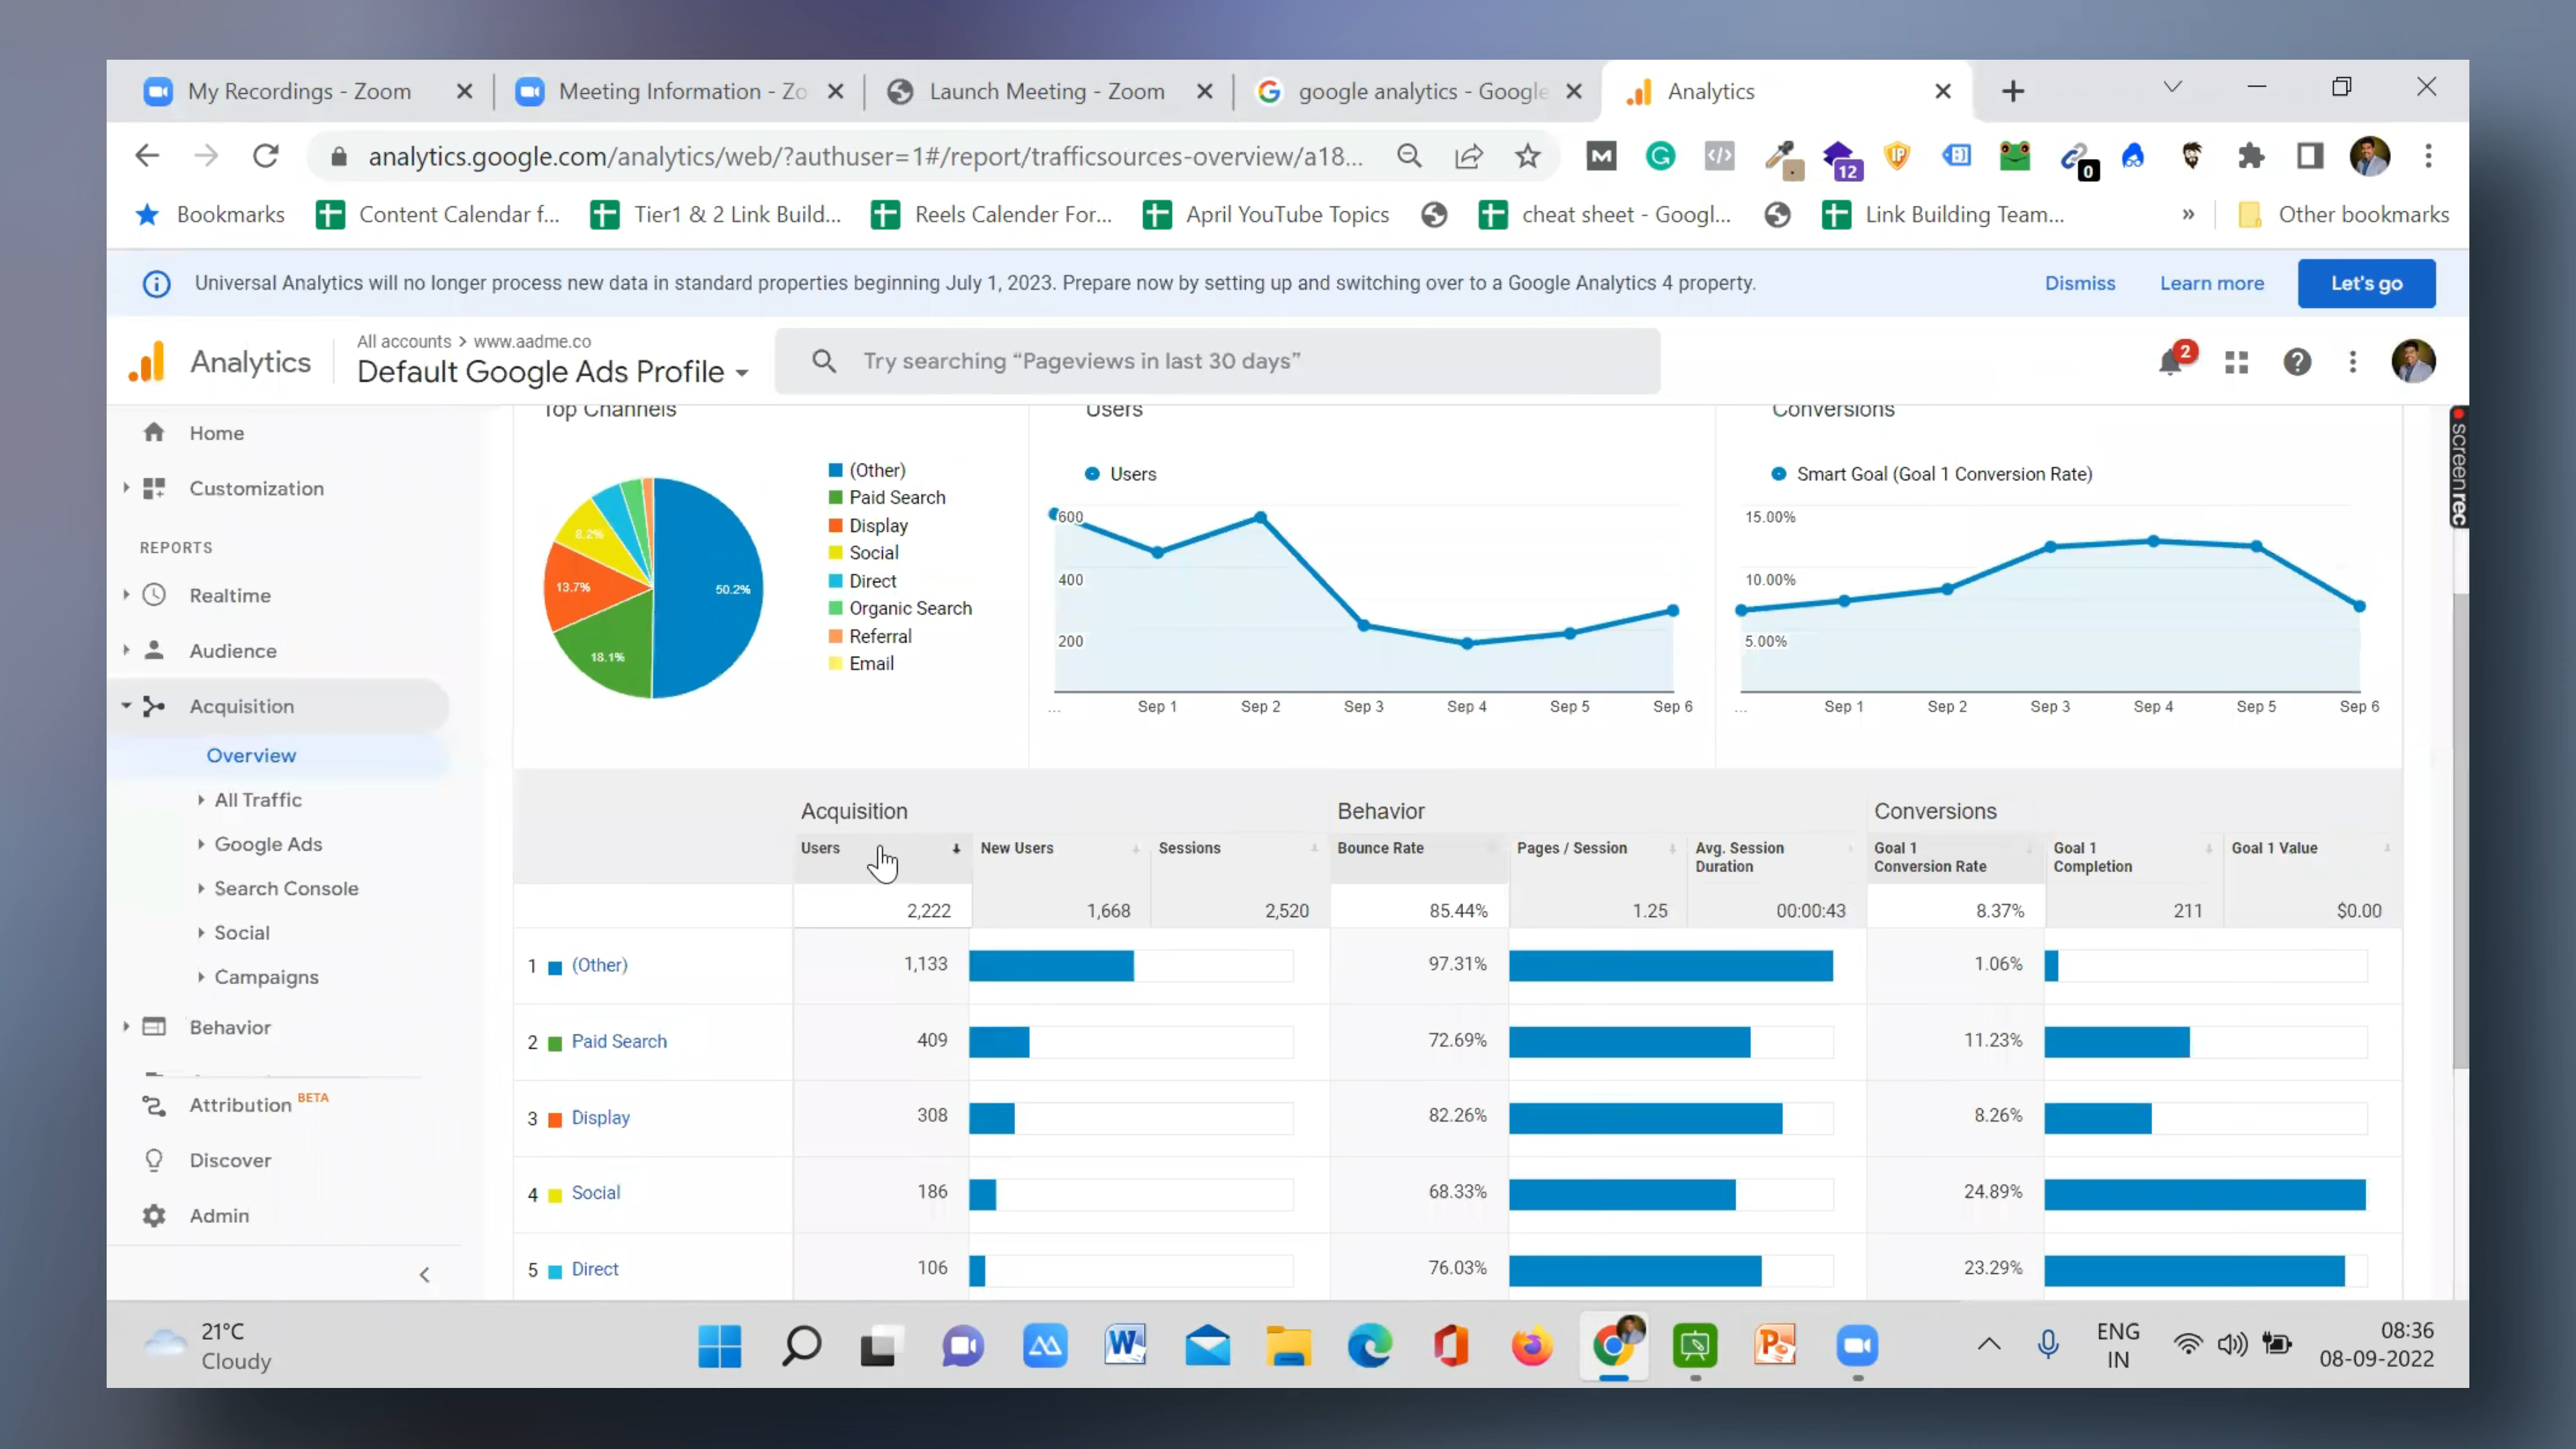 My Recordings - Zoom
Meeting Information - Zo
Launch Meeting - Zoom
google analytics - Google
Analytics
analytics.google.com/analytics/web/?authuser=1#/report/trafficsources-overview/a18...
12
0
Bookmarks
Content Calendar f...
Tier1 & 2 Link Build...
Reels Calender For...
April YouTube Topics
cheat sheet - Googl...
Link Building Team...
»
Other bookmarks
Universal Analytics will no longer process new data in standard properties beginning July 1, 2023. Prepare now by setting up and switching over to a Google Analytics 4 property.
Dismiss
Learn more
Let's go
Analytics
All accounts > www.aadme.co
Default Google Ads Profile
Try searching “Pageviews in last 30 days”
2
Home
Customization
REPORTS
Realtime
Audience
Acquisition
Overview
All Traffic
Google Ads
Search Console
Social
Campaigns
Behavior
Attribution BETA
Discover
Admin
Top Channels
(Other)
Paid Search
Display
Social
Direct
Organic Search
Referral
Email
50.2%
18.1%
13.7%
8.2%
Users
Users
600
400
200
...
Sep 1
Sep 2
Sep 3
Sep 4
Sep 5
Sep 6
Conversions
Smart Goal (Goal 1 Conversion Rate)
15.00%
10.00%
5.00%
...
Sep 1
Sep 2
Sep 3
Sep 4
Sep 5
Sep 6
screenrec
Acquisition
Behavior
Conversions
Users
New Users
Sessions
Bounce Rate
Pages / Session
Avg. Session
Duration
Goal 1
Conversion Rate
Goal 1
Completion
Goal 1 Value
2,222
1,668
2,520
85.44%
1.25
00:00:43
8.37%
211
$0.00
1 (Other) 1,133 97.31% 1.06%
2 Paid Search 409 72.69% 11.23%
3 Display 308 82.26% 8.26%
4 Social 186 68.33% 24.89%
5 Direct 106 76.03% 23.29%
21°C
Cloudy
ENG
IN
08:36
08-09-2022